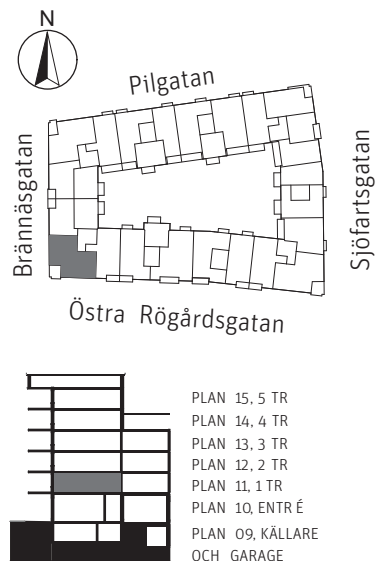 N
Pilgatan
Brännäsgatan
Sjöfartsgatan
Östra Rögårdsgatan
PLAN 15, 5 TR
PLAN 14, 4 TR
PLAN 13, 3 TR
PLAN 12, 2 TR
PLAN 11, 1 TR
PLAN 10, ENTRÉ
PLAN 09, KÄLLARE
OCH GARAGE